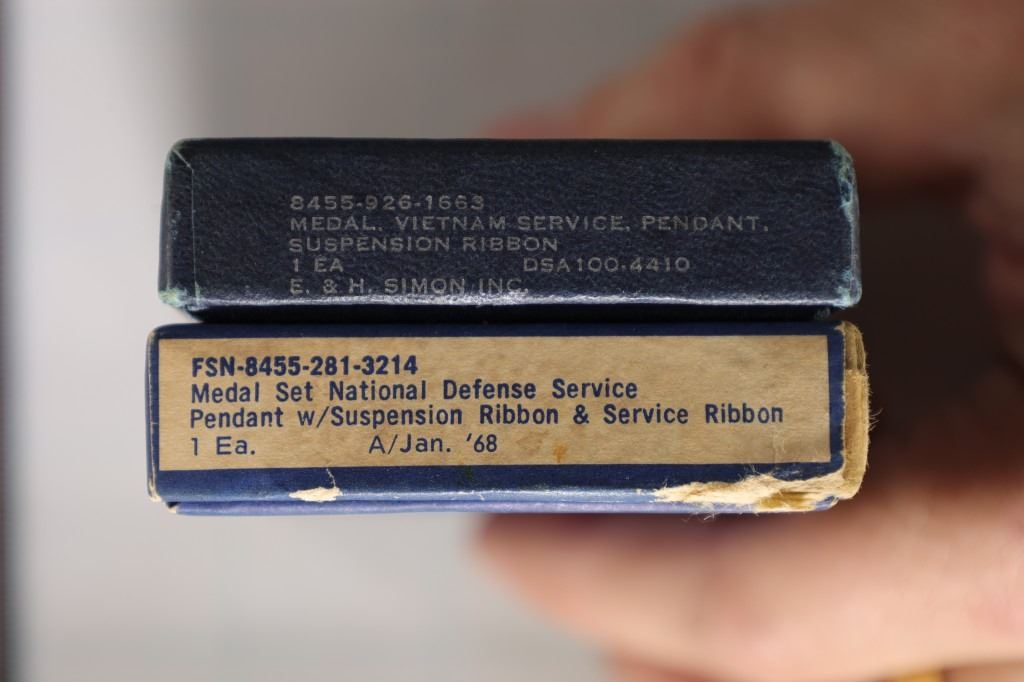 8455-926-1663
MEDAL, VIETNAM SERVICE, PENDANT,
SUSPENSION RIBBON
1 EA DSA100-4410
E. & H. SIMON INC.
FSN-8455-281-3214
Medal Set National Defense Service
Pendant w/Suspension Ribbon & Service Ribbon
1 Ea. A/Jan. '68